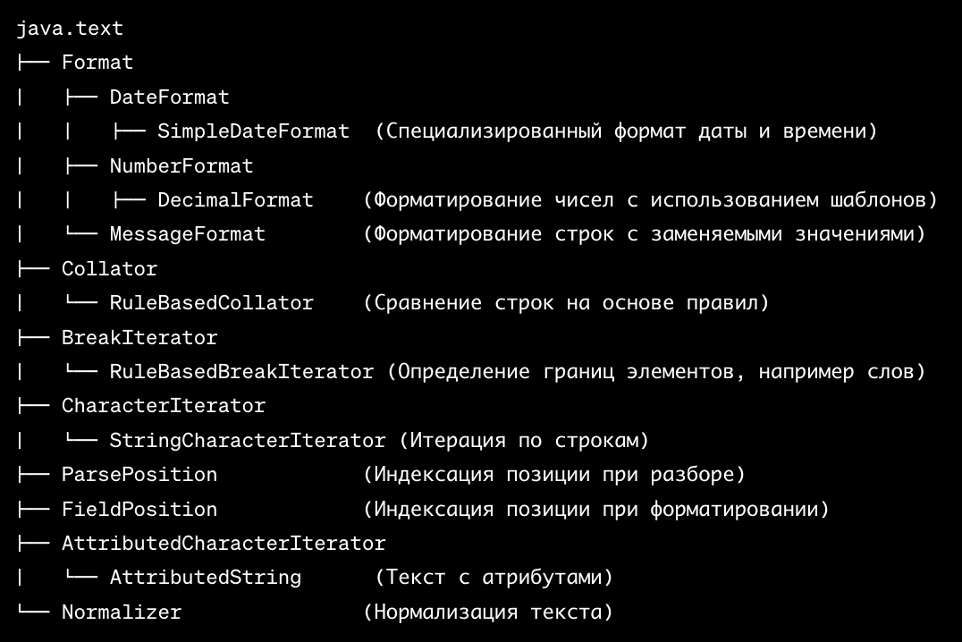 java.text
├── Format
|   ├── DateFormat
|   |   ├── SimpleDateFormat  (Специализированный формат даты и времени)
|   ├── NumberFormat
|   |   ├── DecimalFormat    (Форматирование чисел с использованием шаблонов)
|   └── MessageFormat        (Форматирование строк с заменяемыми значениями)
├── Collator
|   └── RuleBasedCollator    (Сравнение строк на основе правил)
├── BreakIterator
|   └── RuleBasedBreakIterator (Определение границ элементов, например слов)
├── CharacterIterator
|   └── StringCharacterIterator (Итерация по строкам)
├── ParsePosition            (Индексация позиции при разборе)
├── FieldPosition            (Индексация позиции при форматировании)
├── AttributedCharacterIterator
|   └── AttributedString      (Текст с атрибутами)
└── Normalizer               (Нормализация текста)